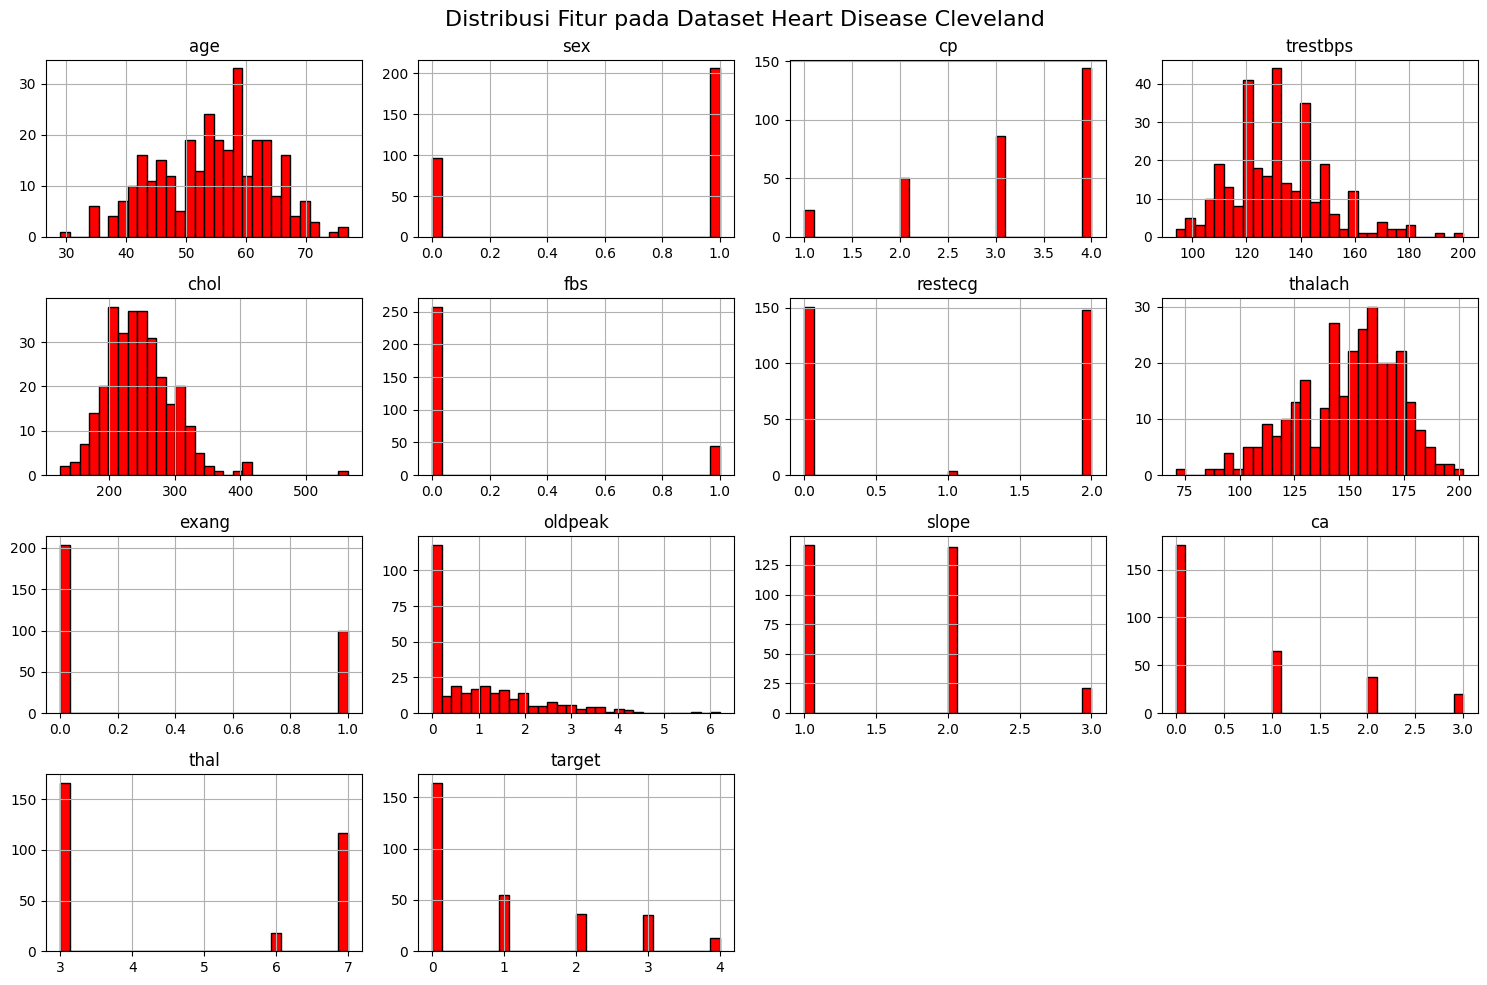 Distribusi Fitur pada Dataset Heart Disease Cleveland
age
sex
cp
trestbps
30
20
10
0
30 40 50 60 70
200
150
100
50
0
0.0 0.2 0.4 0.6 0.8 1.0
150
100
50
0
1.0 1.5 2.0 2.5 3.0 3.5 4.0
40
30
20
10
0
100 120 140 160 180 200
chol
fbs
restecg
thalach
30
20
10
0
200 300 400 500
250
200
150
100
50
0
0.0 0.2 0.4 0.6 0.8 1.0
150
100
50
0
0.0 0.5 1.0 1.5 2.0
30
25
20
15
10
5
0
75 100 125 150 175 200
exang
oldpeak
slope
ca
200
150
100
50
0
0.0 0.2 0.4 0.6 0.8 1.0
100
75
50
25
0
0 1 2 3 4 5 6
125
100
75
50
25
0
1.0 1.5 2.0 2.5 3.0
150
100
50
0
0.0 0.5 1.0 1.5 2.0 2.5 3.0
thal
target
150
100
50
0
3 4 5 6 7
150
100
50
0
0 1 2 3 4